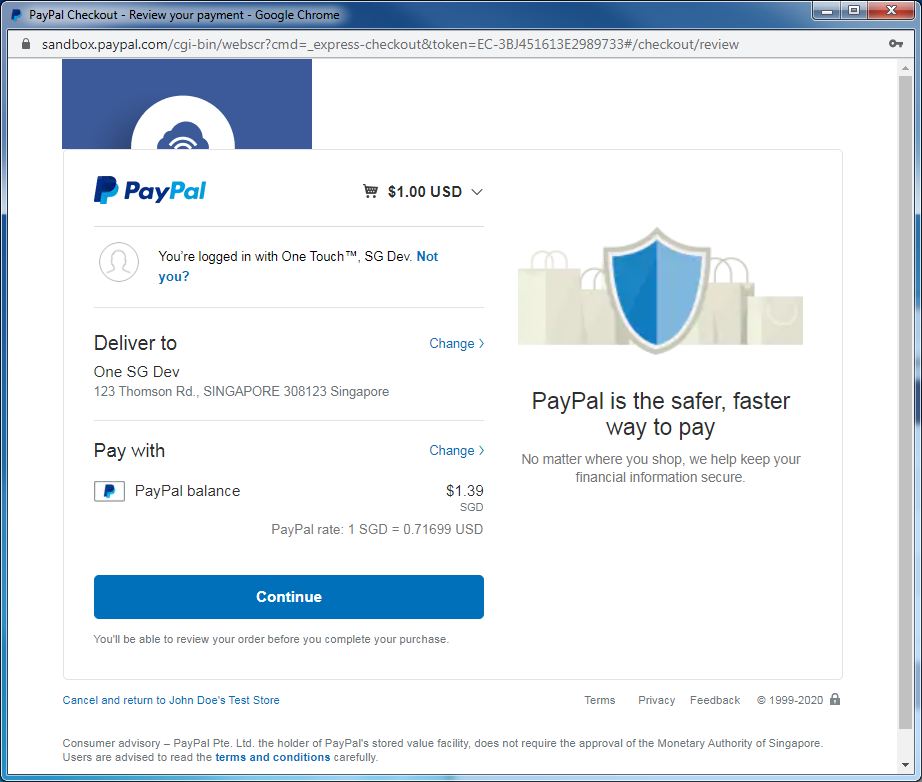 PayPal Checkout - Review your payment - Google Chrome
sandbox.paypal.com/cgi-bin/webscr?cmd=_express-checkout&token=EC-3BJ451613E2989733#/checkout/review
PayPal
$1.00 USD
You're logged in with One Touch™, SG Dev. Not
you?
Deliver to
Change
One SG Dev
123 Thomson Rd., SINGAPORE 308123 Singapore
Pay with
Change
PayPal balance
$1.39
SGD
PayPal rate: 1 SGD = 0.71699 USD
Continue
You'll be able to review your order before you complete your purchase.
PayPal is the safer, faster
way to pay
No matter where you shop, we help keep your
financial information secure.
Cancel and return to John Doe's Test Store
Terms
Privacy
Feedback
© 1999-2020
Consumer advisory – PayPal Pte. Ltd. the holder of PayPal's stored value facility, does not require the approval of the Monetary Authority of Singapore.
Users are advised to read the terms and conditions carefully.